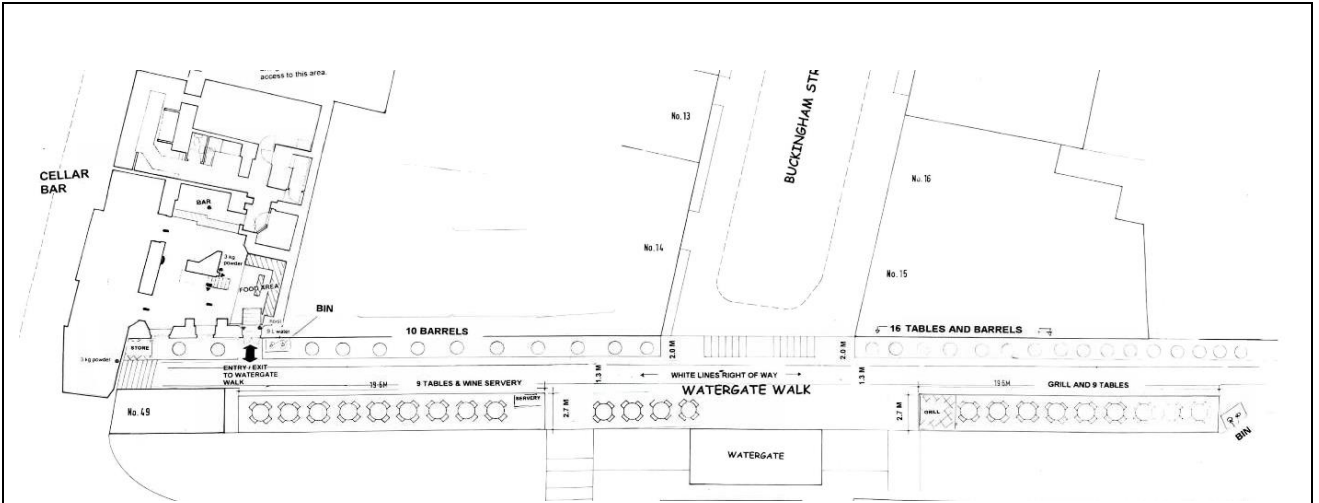 access to this area.
CELLAR
BAR
BAR
3 kg
powder
FOOD AREA
9 L water
BIN
STORE
3 kg powder
ENTRY / EXIT
TO WATERGATE
WALK
No. 49
10 BARRELS
No. 13
No. 14
BUCKINGHAM STR
No. 16
No. 15
16 TABLES AND BARRELS
2.0 M
2.0 M
1.3 M
1.3 M
WHITE LINES RIGHT OF WAY
WATERGATE WALK
19·6M
9 TABLES & WINE SERVERY
SERVERY
2.7 M
2.7 M
19·6M
GRILL AND 9 TABLES
GRILL
BIN
WATERGATE